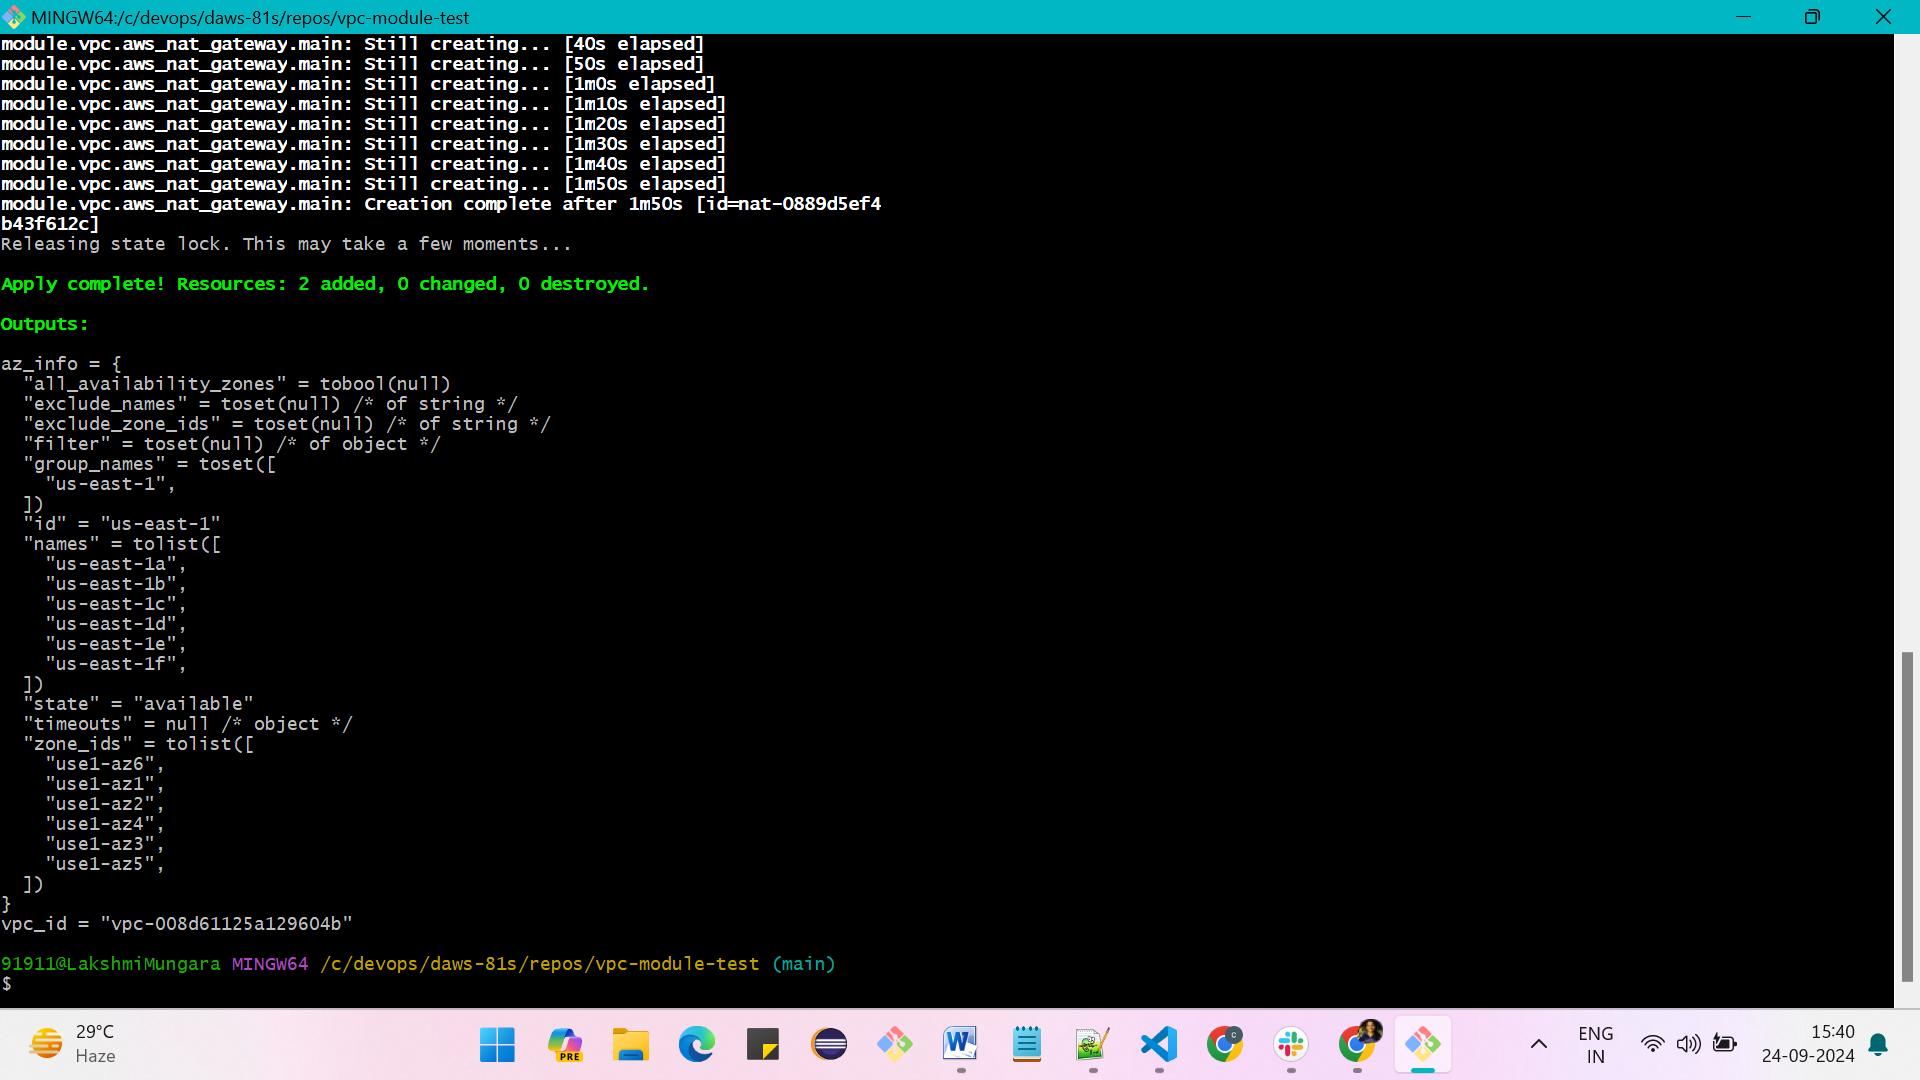 MINGW64:/c/devops/daws-81s/repos/vpc-module-test
module.vpc.aws_nat_gateway.main: Still creating... [40s elapsed]
module.vpc.aws_nat_gateway.main: Still creating... [50s elapsed]
module.vpc.aws_nat_gateway.main: Still creating... [1m0s elapsed]
module.vpc.aws_nat_gateway.main: Still creating... [1m10s elapsed]
module.vpc.aws_nat_gateway.main: Still creating... [1m20s elapsed]
module.vpc.aws_nat_gateway.main: Still creating... [1m30s elapsed]
module.vpc.aws_nat_gateway.main: Still creating... [1m40s elapsed]
module.vpc.aws_nat_gateway.main: Still creating... [1m50s elapsed]
module.vpc.aws_nat_gateway.main: Creation complete after 1m50s [id=nat-0889d5ef4
b43f612c]
Releasing state lock. This may take a few moments...
Apply complete! Resources: 2 added, 0 changed, 0 destroyed.
Outputs:
az_info = {
  "all_availability_zones" = tobool(null)
  "exclude_names" = toset(null) /* of string */
  "exclude_zone_ids" = toset(null) /* of string */
  "filter" = toset(null) /* of object */
  "group_names" = toset([
    "us-east-1",
  ])
  "id" = "us-east-1"
  "names" = tolist([
    "us-east-1a",
    "us-east-1b",
    "us-east-1c",
    "us-east-1d",
    "us-east-1e",
    "us-east-1f",
  ])
  "state" = "available"
  "timeouts" = null /* object */
  "zone_ids" = tolist([
    "use1-az6",
    "use1-az1",
    "use1-az2",
    "use1-az4",
    "use1-az3",
    "use1-az5",
  ])
}
vpc_id = "vpc-008d61125a129604b"
91911@LakshmiMungara MINGW64 /c/devops/daws-81s/repos/vpc-module-test (main)
$
29°C
Haze
PRE
W
C
ENG
IN
15:40
24-09-2024